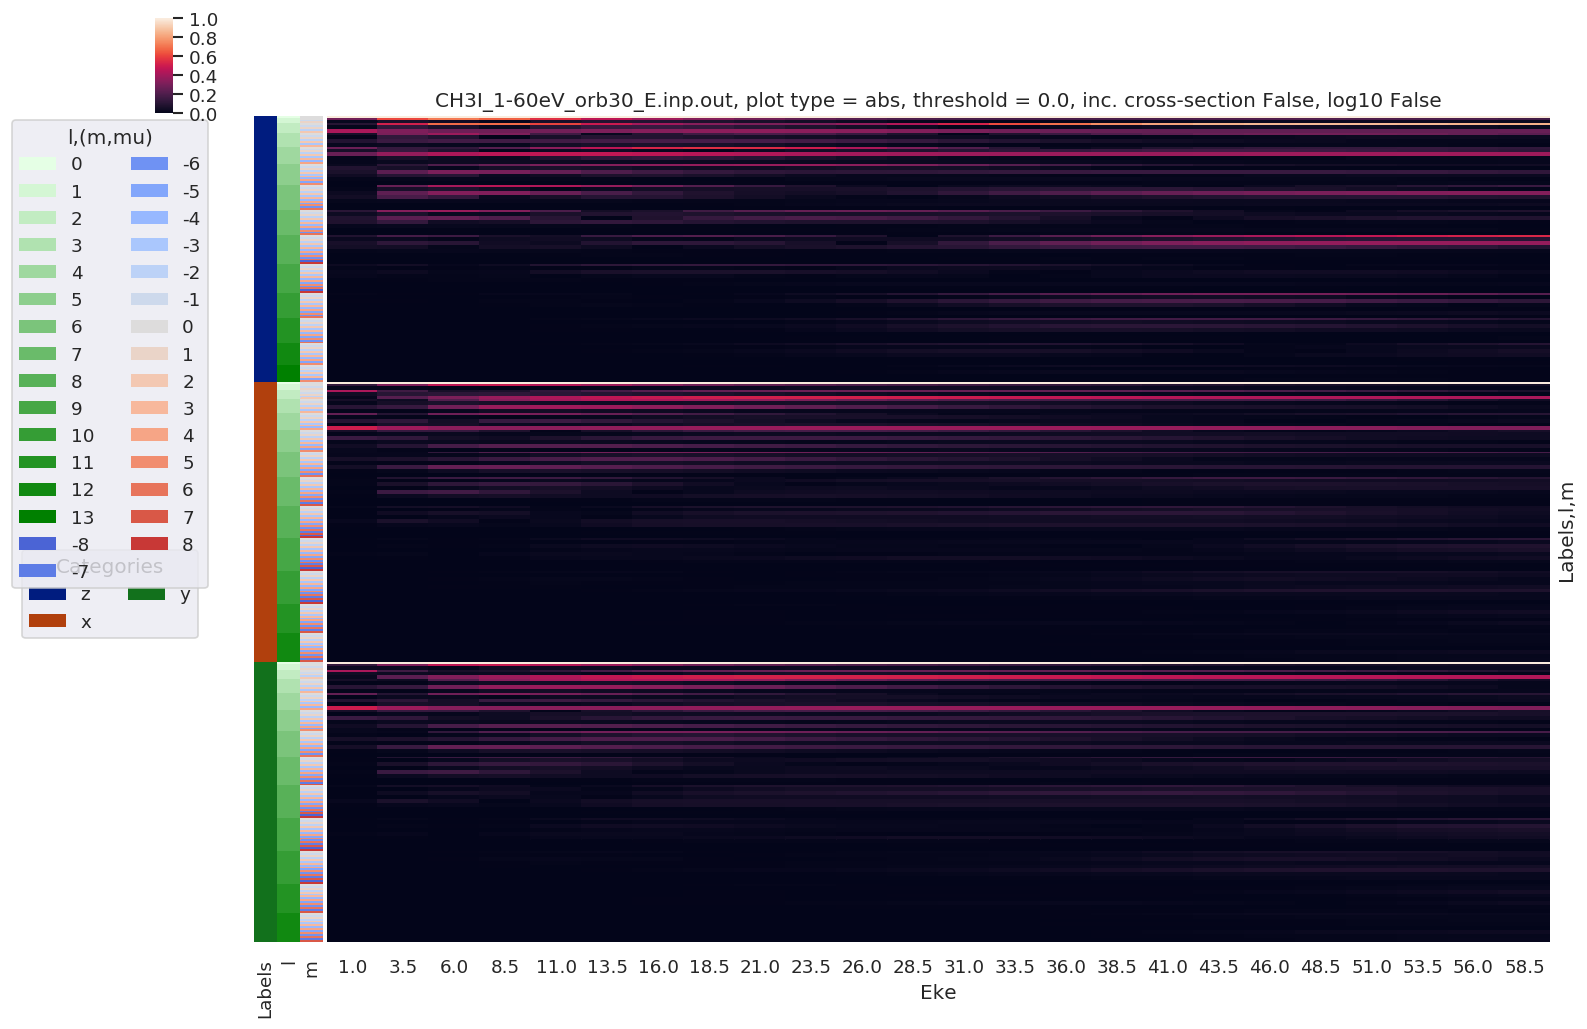 1.0
0.8
0.6
0.4
0.2
0.0
CH3I_1-60eV_orb30_E.inp.out, plot type = abs, threshold = 0.0, inc. cross-section False, log10 False
l,(m,mu)
0 -6
1 -5
2 -4
3 -3
4 -2
5 -1
6 0
7 1
8 2
9 3
10 4
11 5
12 6
13 7
-8 8
-7
Categories
z y
x
Labels,l,m
1.0 3.5 6.0 8.5 11.0 13.5 16.0 18.5 21.0 23.5 26.0 28.5 31.0 33.5 36.0 38.5 41.0 43.5 46.0 48.5 51.0 53.5 56.0 58.5
Eke
Labels
l
m